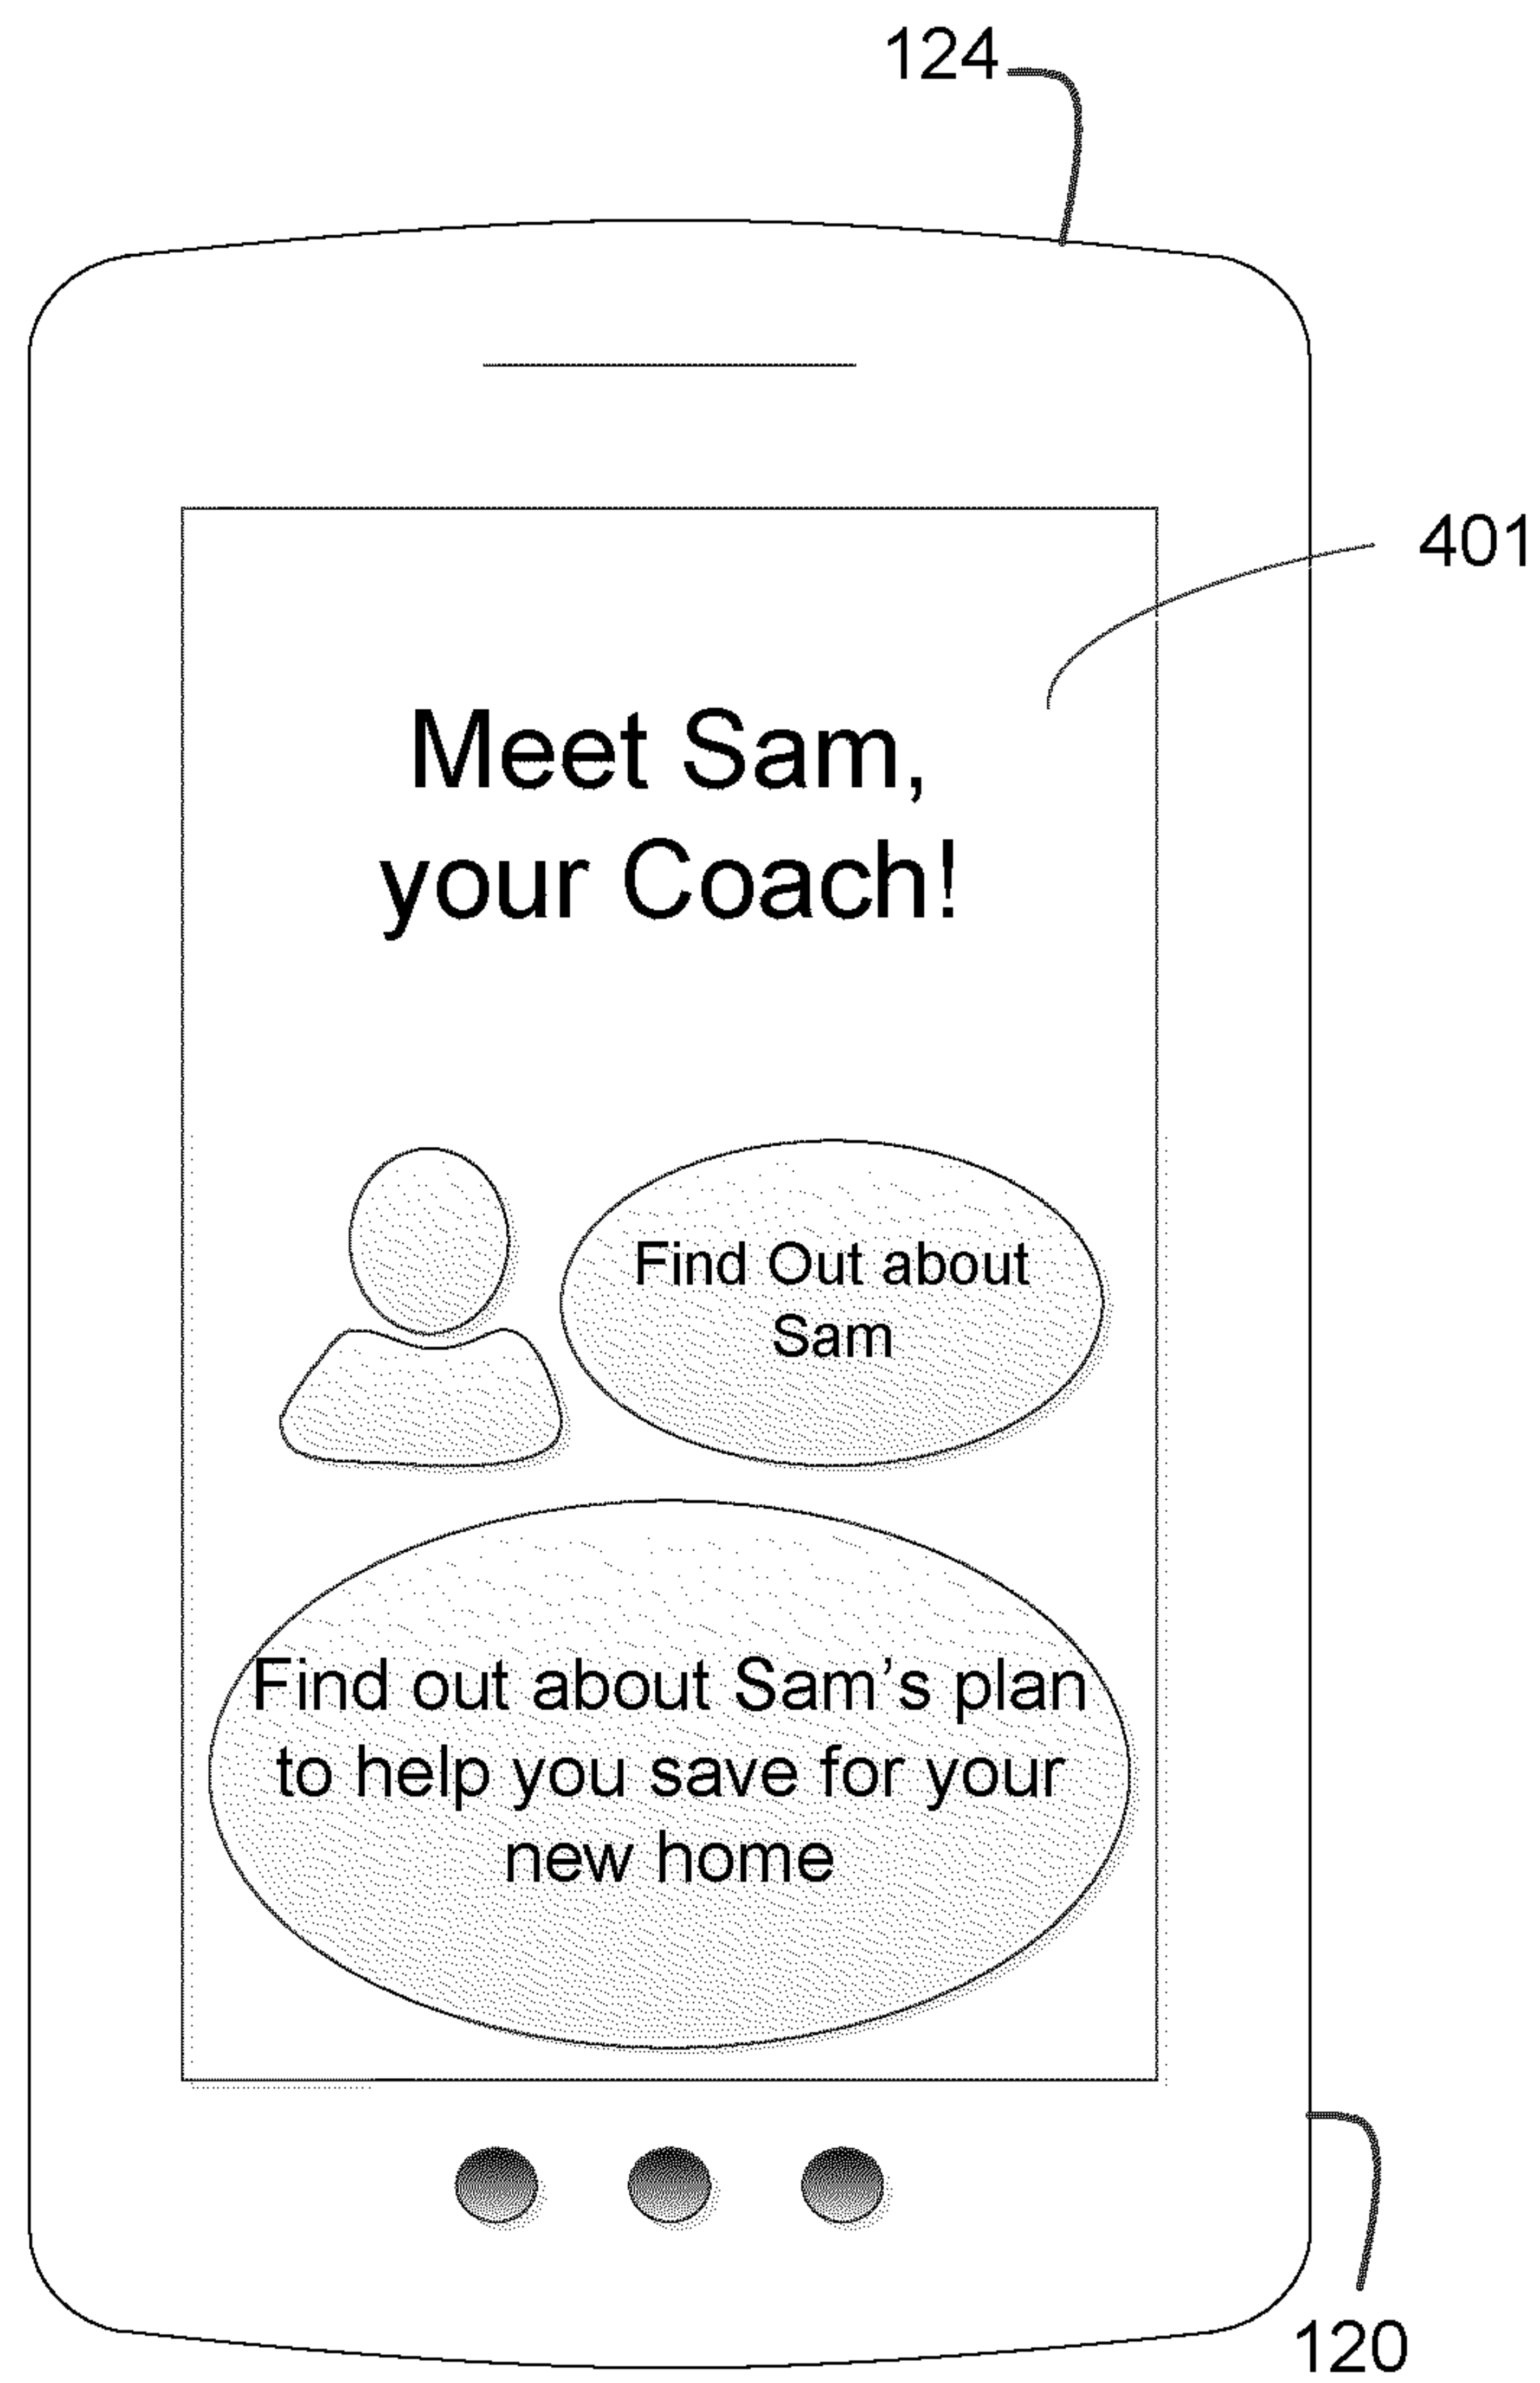 124
401
Meet Sam,
your Coach!
Find Out about
Sam
Find out about Sam’s plan
to help you save for your
new home
120